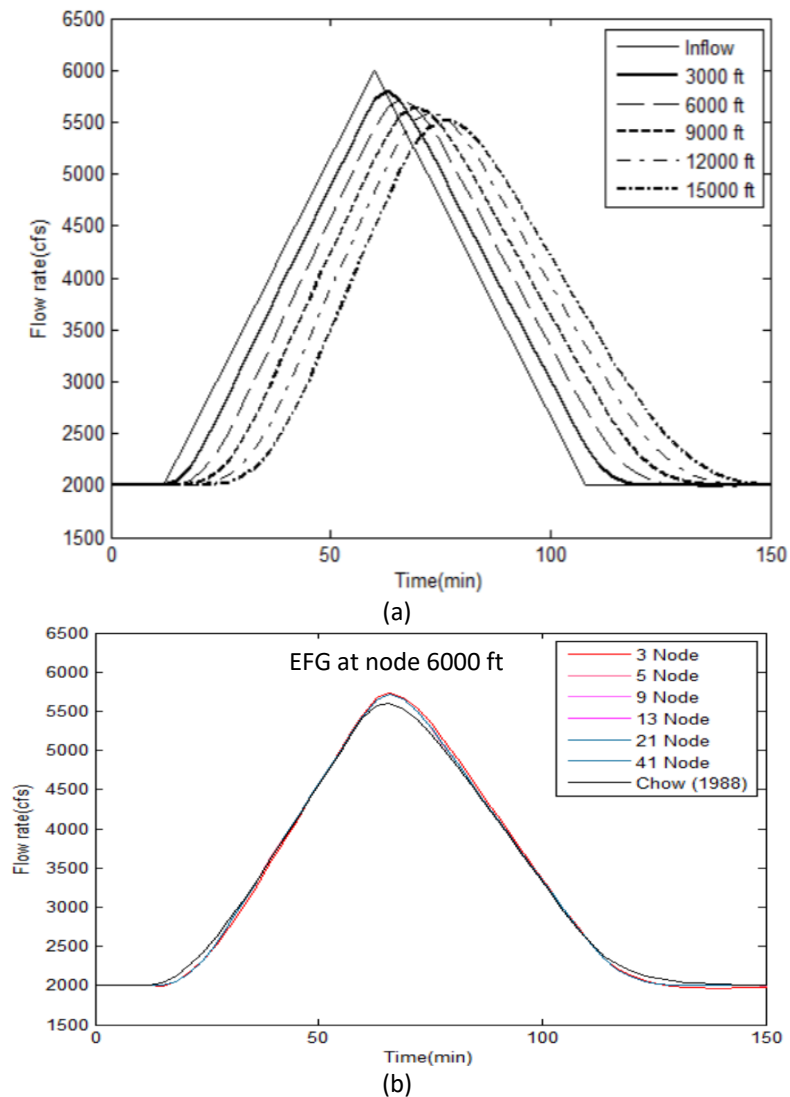 6500
6000
5500
5000
4500
4000
3500
3000
2500
2000
1500
Flow rate(cfs)
Inflow
3000 ft
6000 ft
9000 ft
12000 ft
15000 ft
0
50
100
150
Time(min)
(a)
6500
6000
5500
5000
4500
4000
3500
3000
2500
2000
1500
Flow rate(cfs)
EFG at node 6000 ft
3 Node
5 Node
9 Node
13 Node
21 Node
41 Node
Chow (1988)
0
50
100
150
Time(min)
(b)